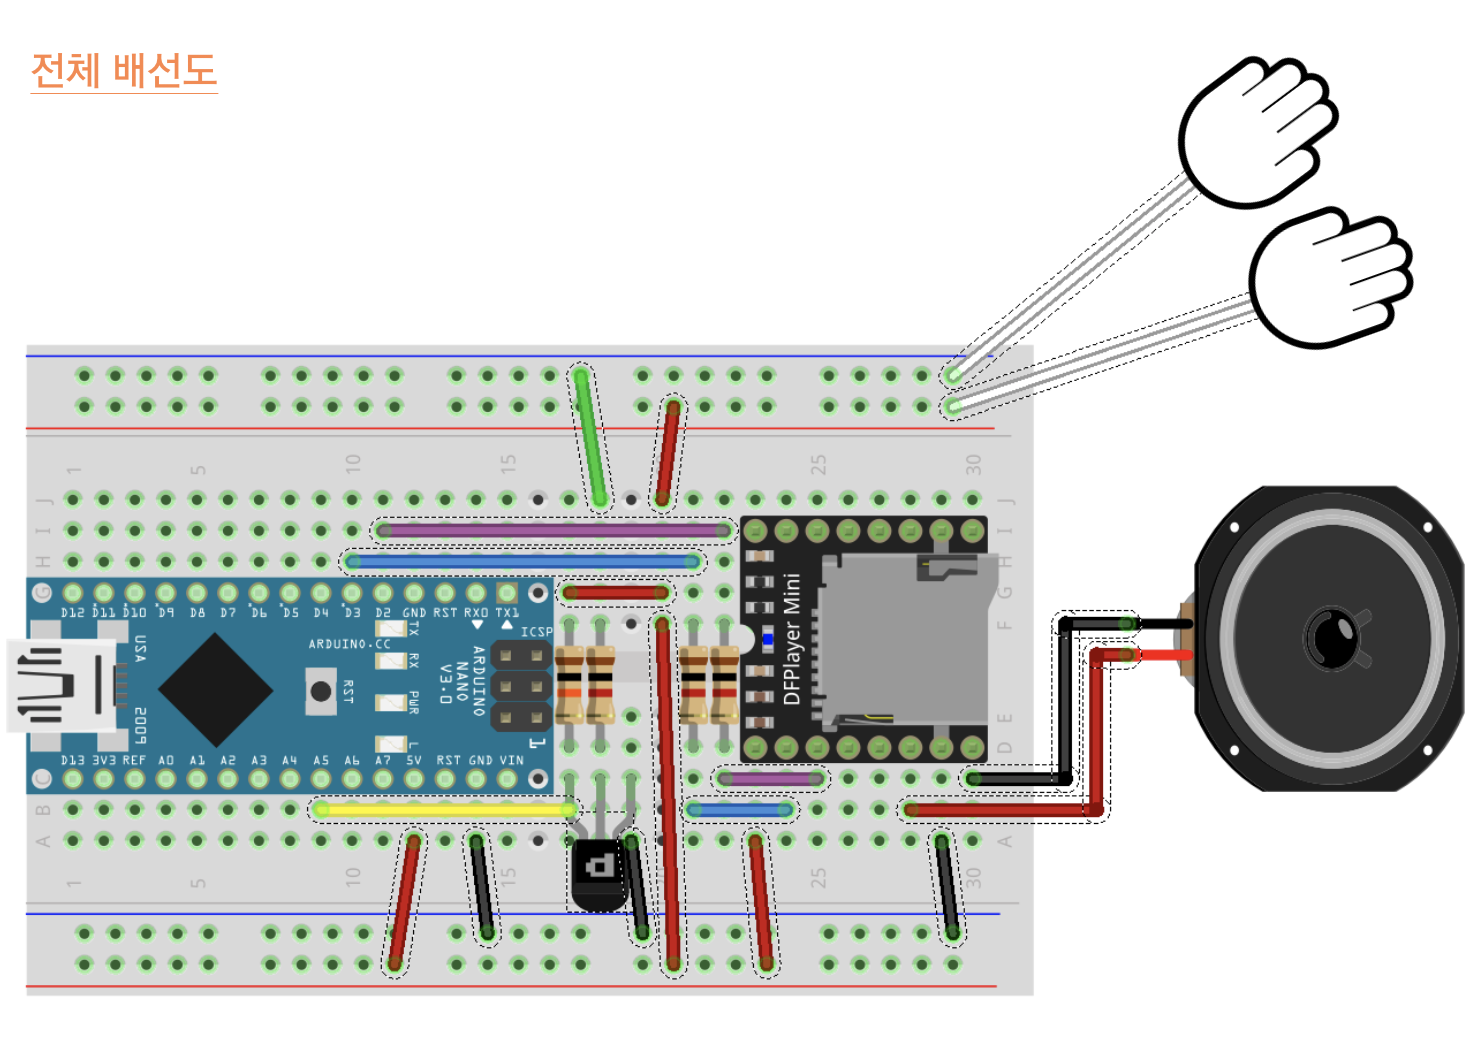 전체 배선도
1 5 10 15 25 30
J J
I I
H H
G G
D12 D11 D10 D9 D8 D7 D6 D5 D4 D3 D2 GND RST RX0 TX1
F
TX
ICSP
USA
ARDUINO.CC
RX
ARDUINO
NANO
V3.0
RST
DFPlayer Mini
PWR
2009
L
1
E
D
D13 3V3 REF A0 A1 A2 A3 A4 A5 A6 A7 5V RST GND VIN
C
B
A A
1 5 10 15 25 30